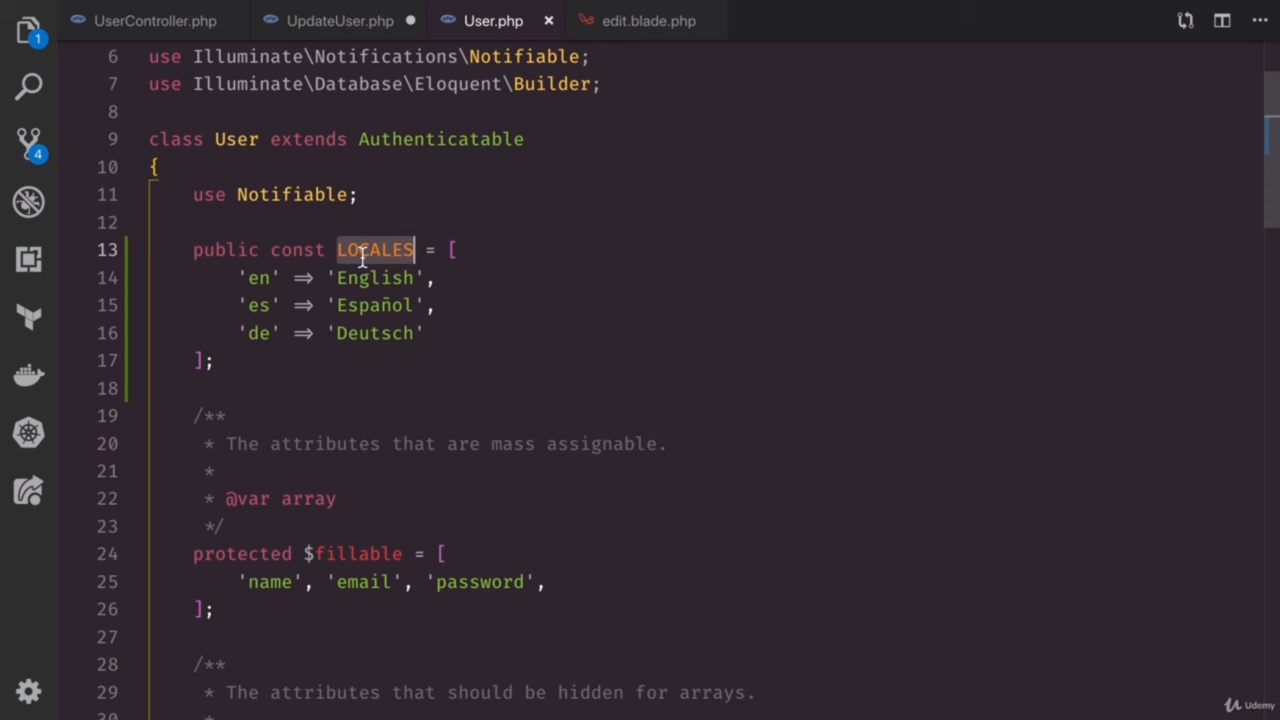 UserController.php
UpdateUser.php
User.php
edit.blade.php
1
4
6 use Illuminate\Notifications\Notifiable;
7 use Illuminate\Database\Eloquent\Builder;
8
9 class User extends Authenticatable
10 {
11 use Notifiable;
12
13 public const LOCALES = [
14 'en' => 'English',
15 'es' => 'Español',
16 'de' => 'Deutsch'
17 ];
18
19 /**
20 * The attributes that are mass assignable.
21 *
22 * @var array
23 */
24 protected $fillable = [
25 'name', 'email', 'password',
26 ];
27
28 /**
29 * The attributes that should be hidden for arrays.
30 *
Udemy